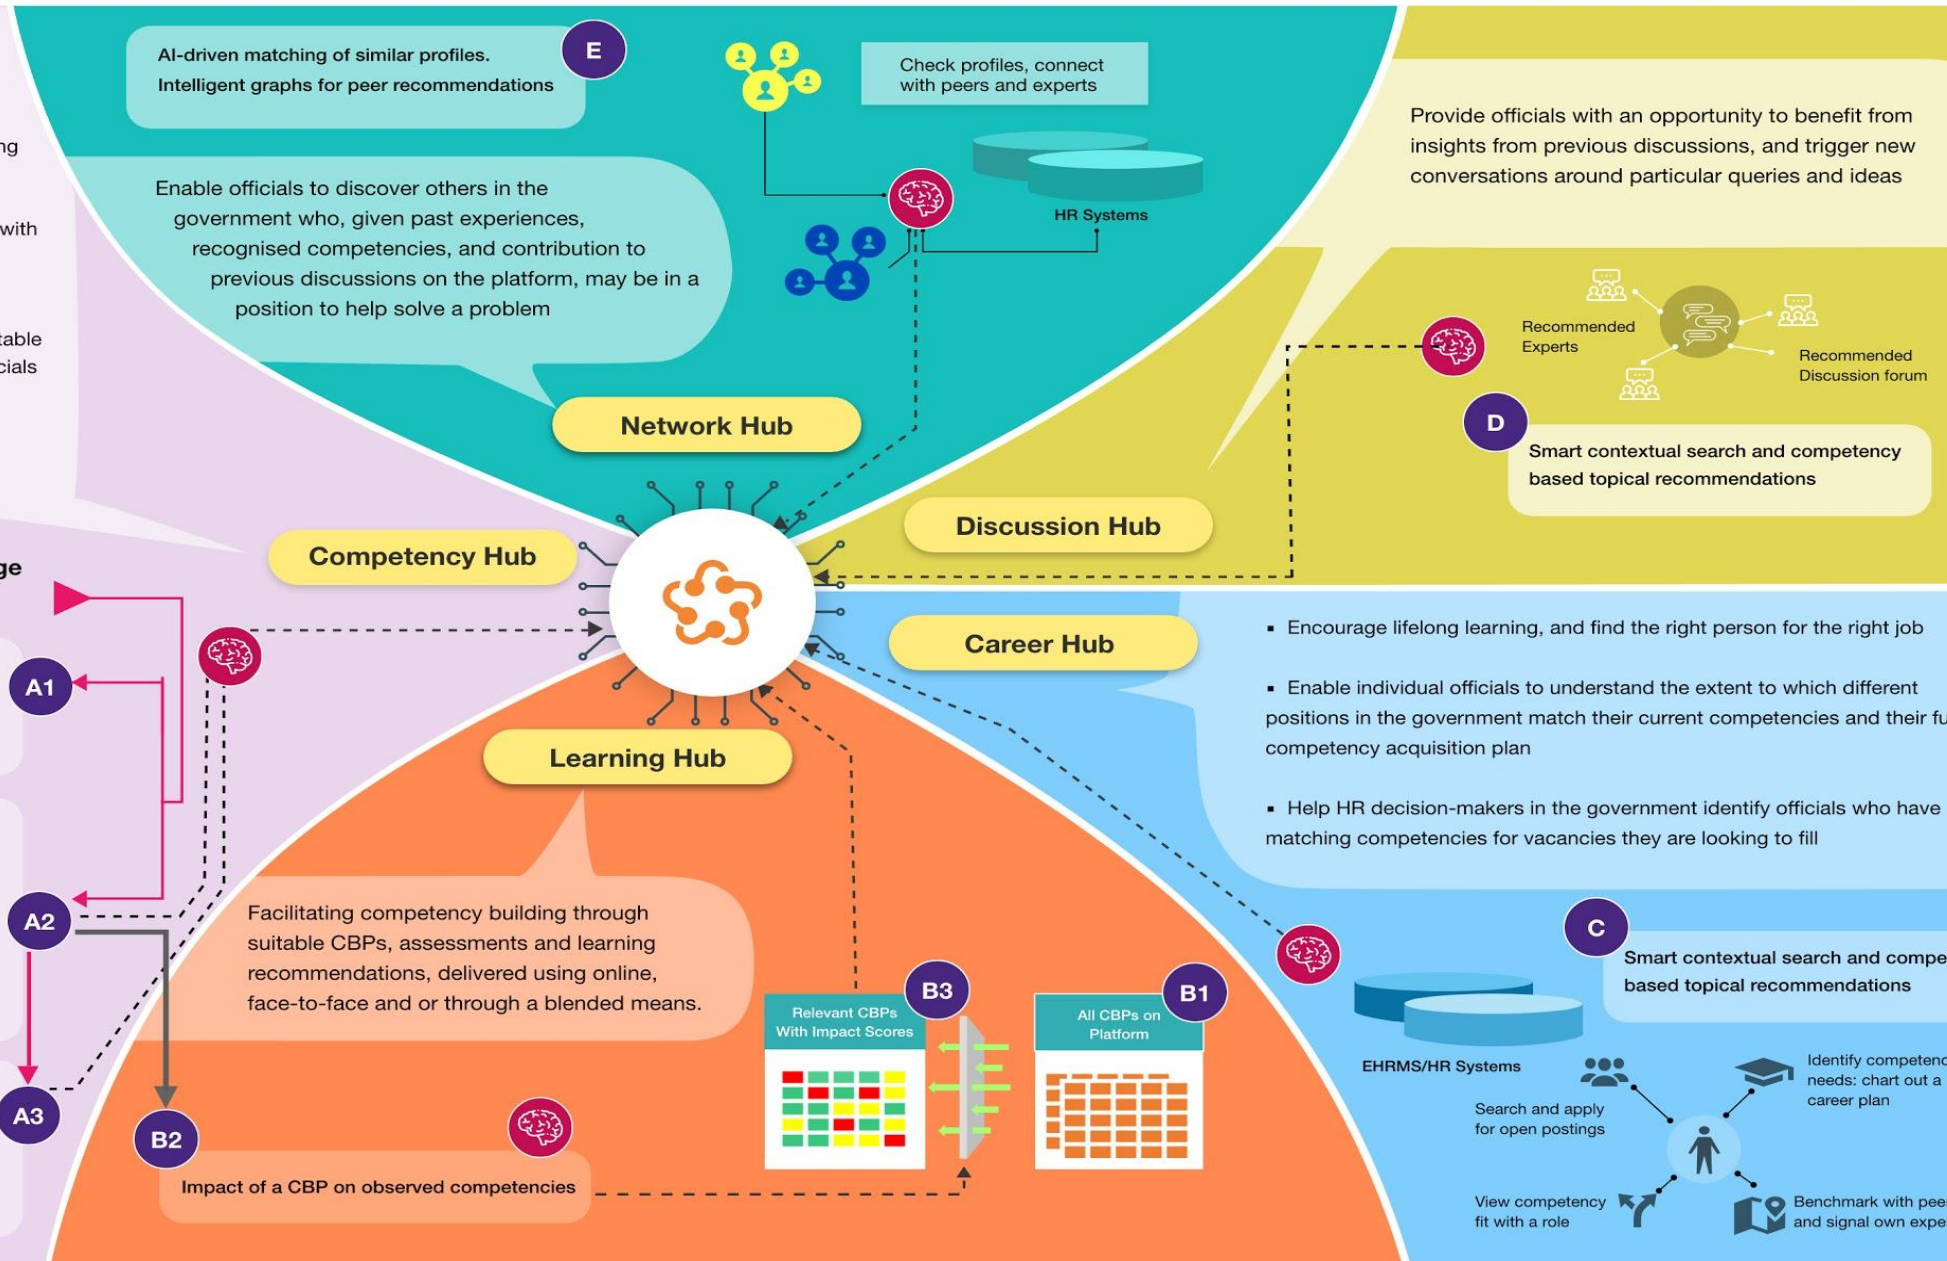 AI-driven matching of similar profiles.
Intelligent graphs for peer recommendations
E
Check profiles, connect
with peers and experts
HR Systems
Enable officials to discover others in the
government who, given past experiences,
recognised competencies, and contribution to
previous discussions on the platform, may be in a
position to help solve a problem
Network Hub
Provide officials with an opportunity to benefit from
insights from previous discussions, and trigger new
conversations around particular queries and ideas
Recommended
Experts
Recommended
Discussion forum
D
Smart contextual search and competency
based topical recommendations
Discussion Hub
with
Competency Hub
A1
A2
A3
Career Hub
▪ Encourage lifelong learning, and find the right person for the right job
▪ Enable individual officials to understand the extent to which different
positions in the government match their current competencies and their
competency acquisition plan
▪ Help HR decision-makers in the government identify officials who have
matching competencies for vacancies they are looking to fill
C
Smart contextual search and
based topical recommendations
EHRMS/HR Systems
Search and apply
for open postings
Identify
needs: chart out a
career plan
View competency
fit with a role
Benchmark with
and signal own
Learning Hub
Facilitating competency building through
suitable CBPs, assessments and learning
recommendations, delivered using online,
face-to-face and or through a blended means.
B3
Relevant CBPs
With Impact Scores
B1
All CBPs on
Platform
B2
Impact of a CBP on observed competencies